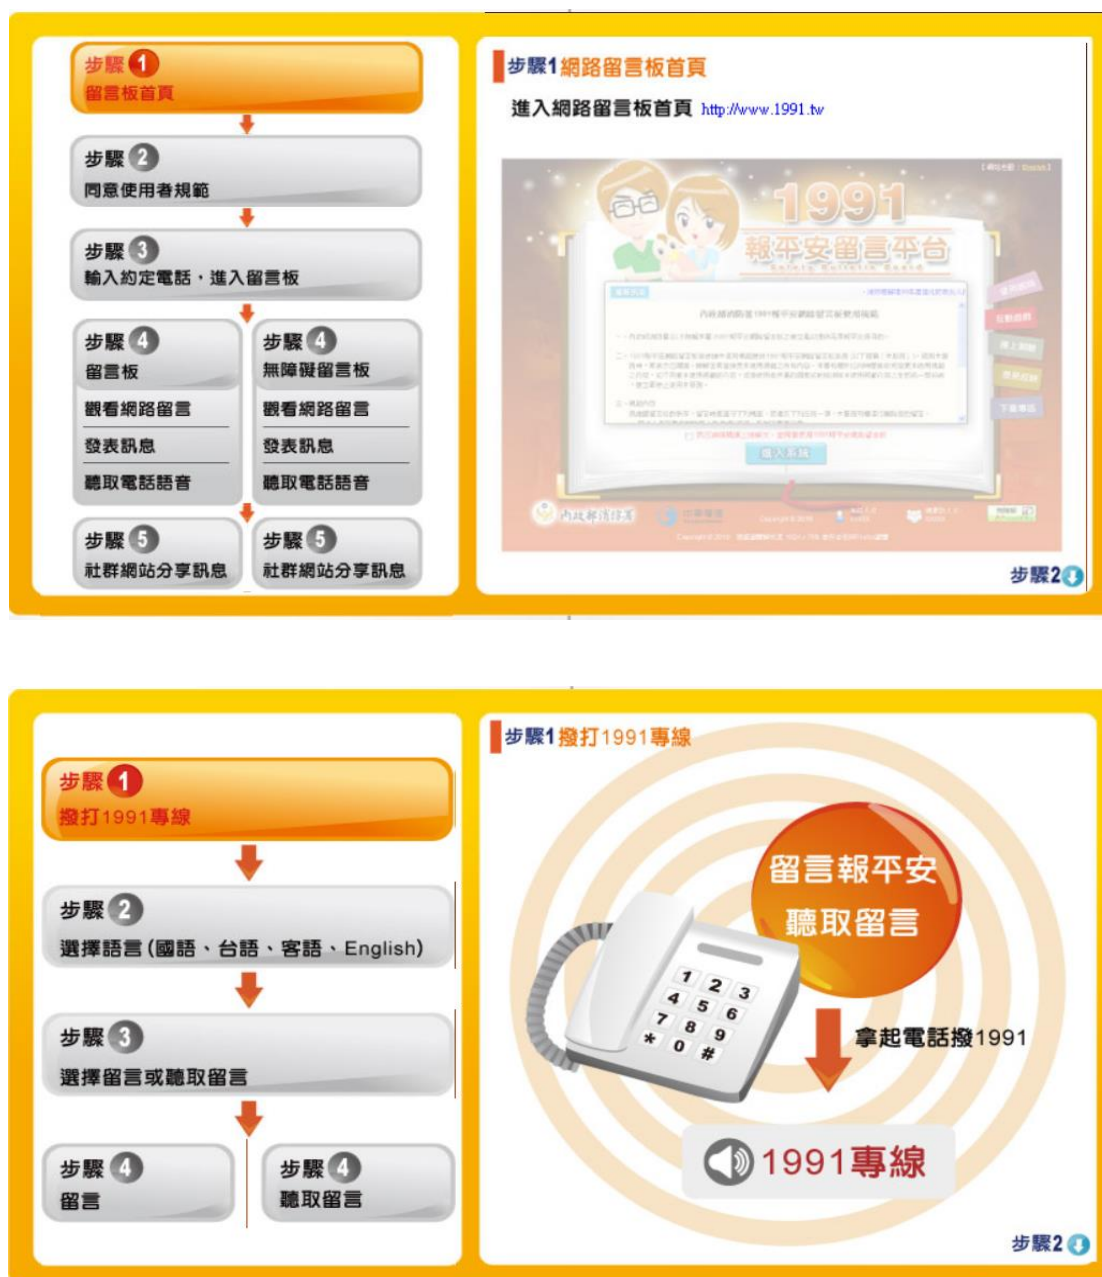 步驟 1
留言板首頁
步驟 2
同意使用者規範
步驟 3
輸入約定電話，進入留言板
步驟 4
留言板
觀看網路留言
發表訊息
聽取電話語音
步驟 4
無障礙留言板
觀看網路留言
發表訊息
聽取電話語音
步驟 5
社群網站分享訊息
步驟 5
社群網站分享訊息
步驟1 網路留言板首頁
進入網路留言板首頁 http://www.1991.tw
1991
報平安留言平台
進入系統
內政部消防署
步驟2
步驟 1
撥打1991專線
步驟 2
選擇語言(國語、台語、客語、English)
步驟 3
選擇留言或聽取留言
步驟 4
留言
步驟 4
聽取留言
步驟1 撥打1991專線
留言報平安
聽取留言
1 2 3
4 5 6
7 8 9
* 0 #
拿起電話撥1991
1991專線
步驟2